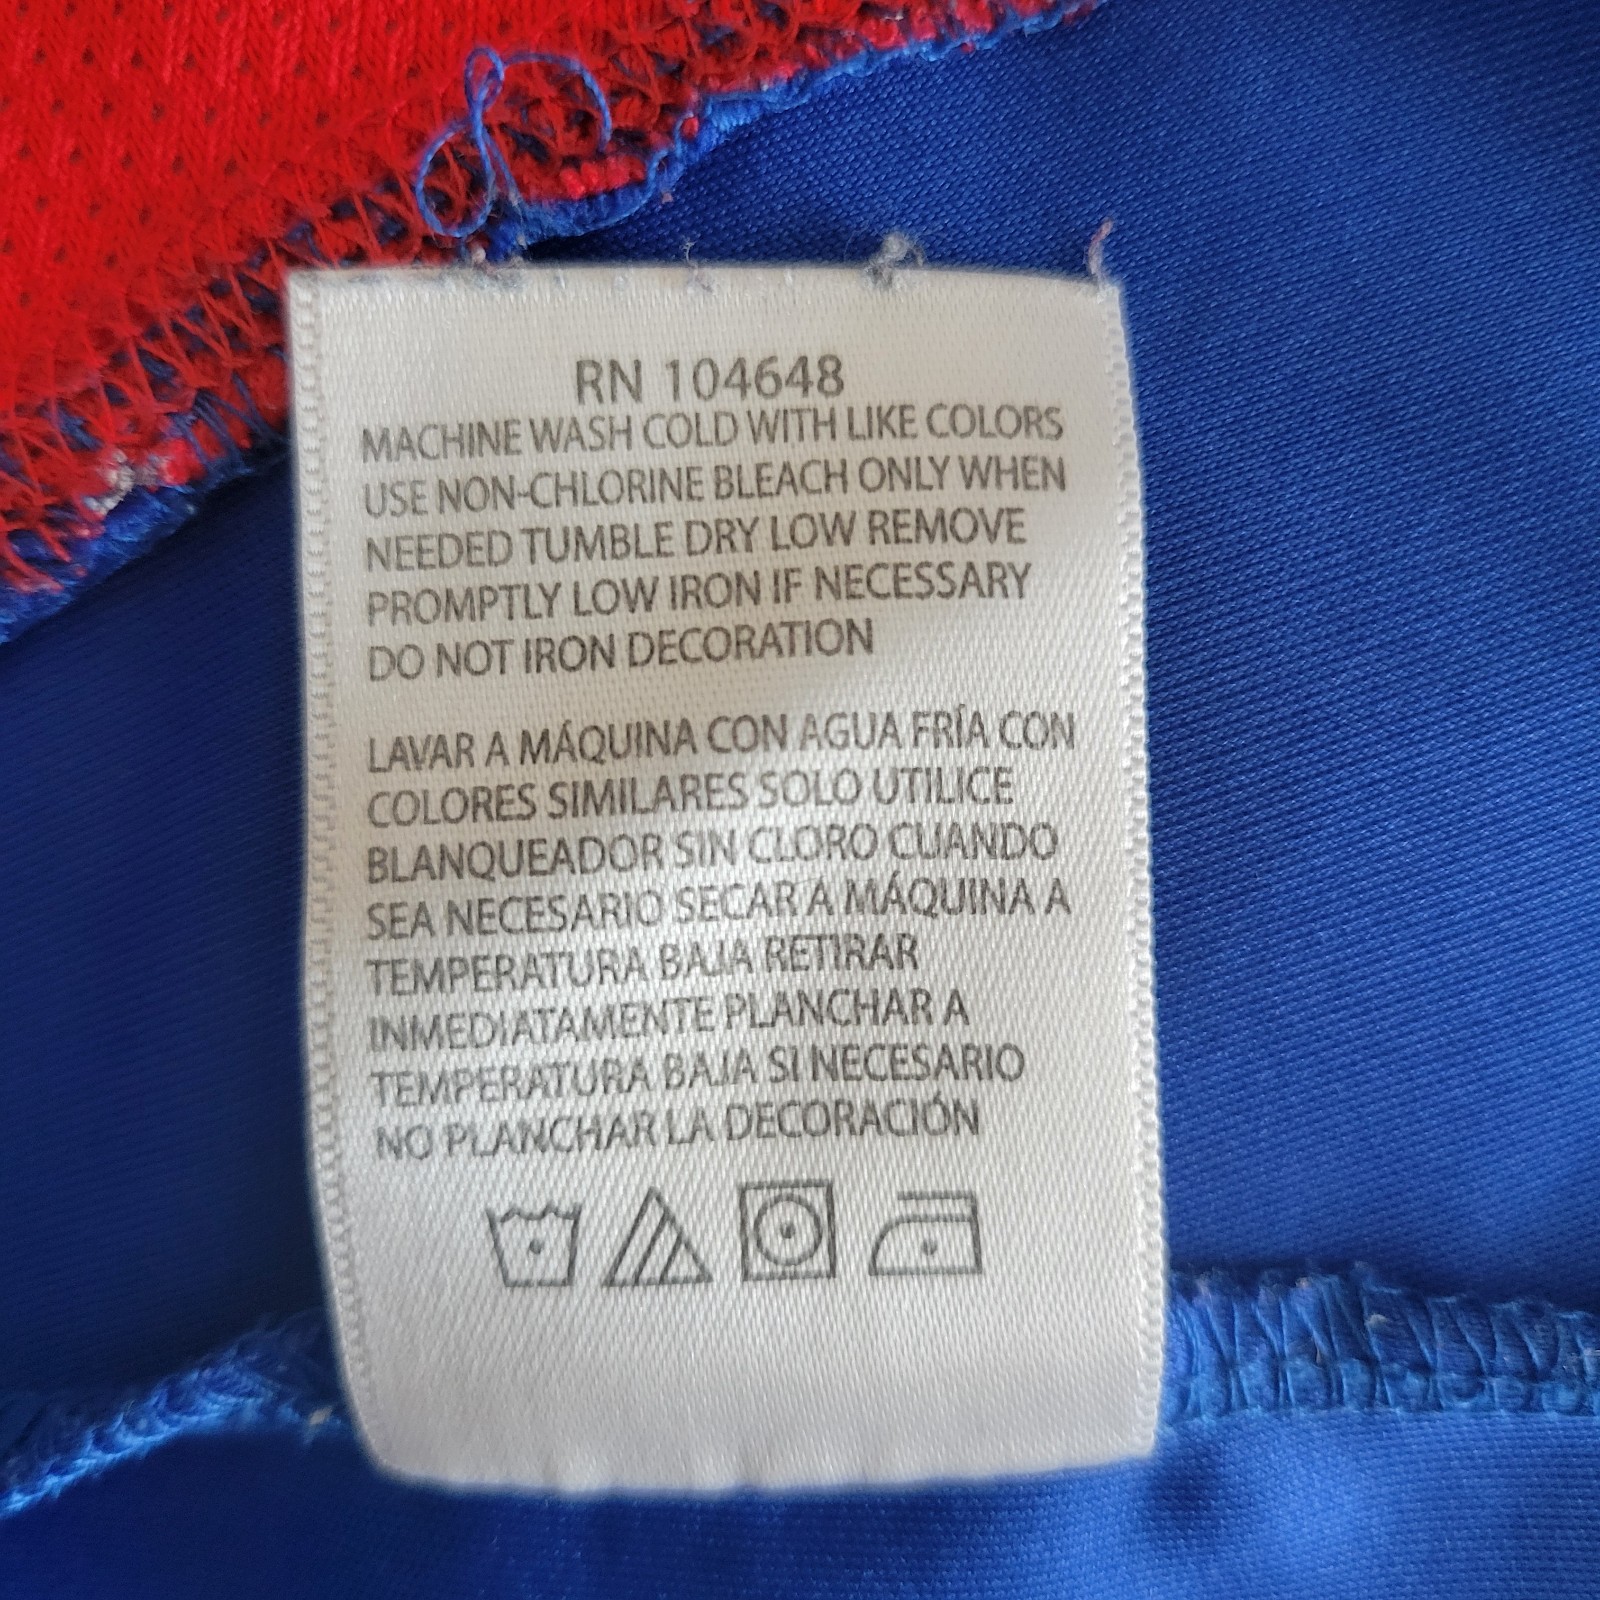 RN 104648
MACHINE WASH COLD WITH LIKE COLORS
USE NON-CHLORINE BLEACH ONLY WHEN
NEEDED TUMBLE DRY LOW REMOVE
PROMPTLY LOW IRON IF NECESSARY
DO NOT IRON DECORATION
LAVAR A MÁQUINA CON AGUA FRÍA CON
COLORES SIMILARES SOLO UTILICE
BLANQUEADOR SIN CLORO CUANDO
SEA NECESARIO SECAR A MÁQUINA A
TEMPERATURA BAJA RETIRAR
INMEDIATAMENTE PLANCHAR A
TEMPERATURA BAJA SI NECESARIO
NO PLANCHAR LA DECORACIÓN